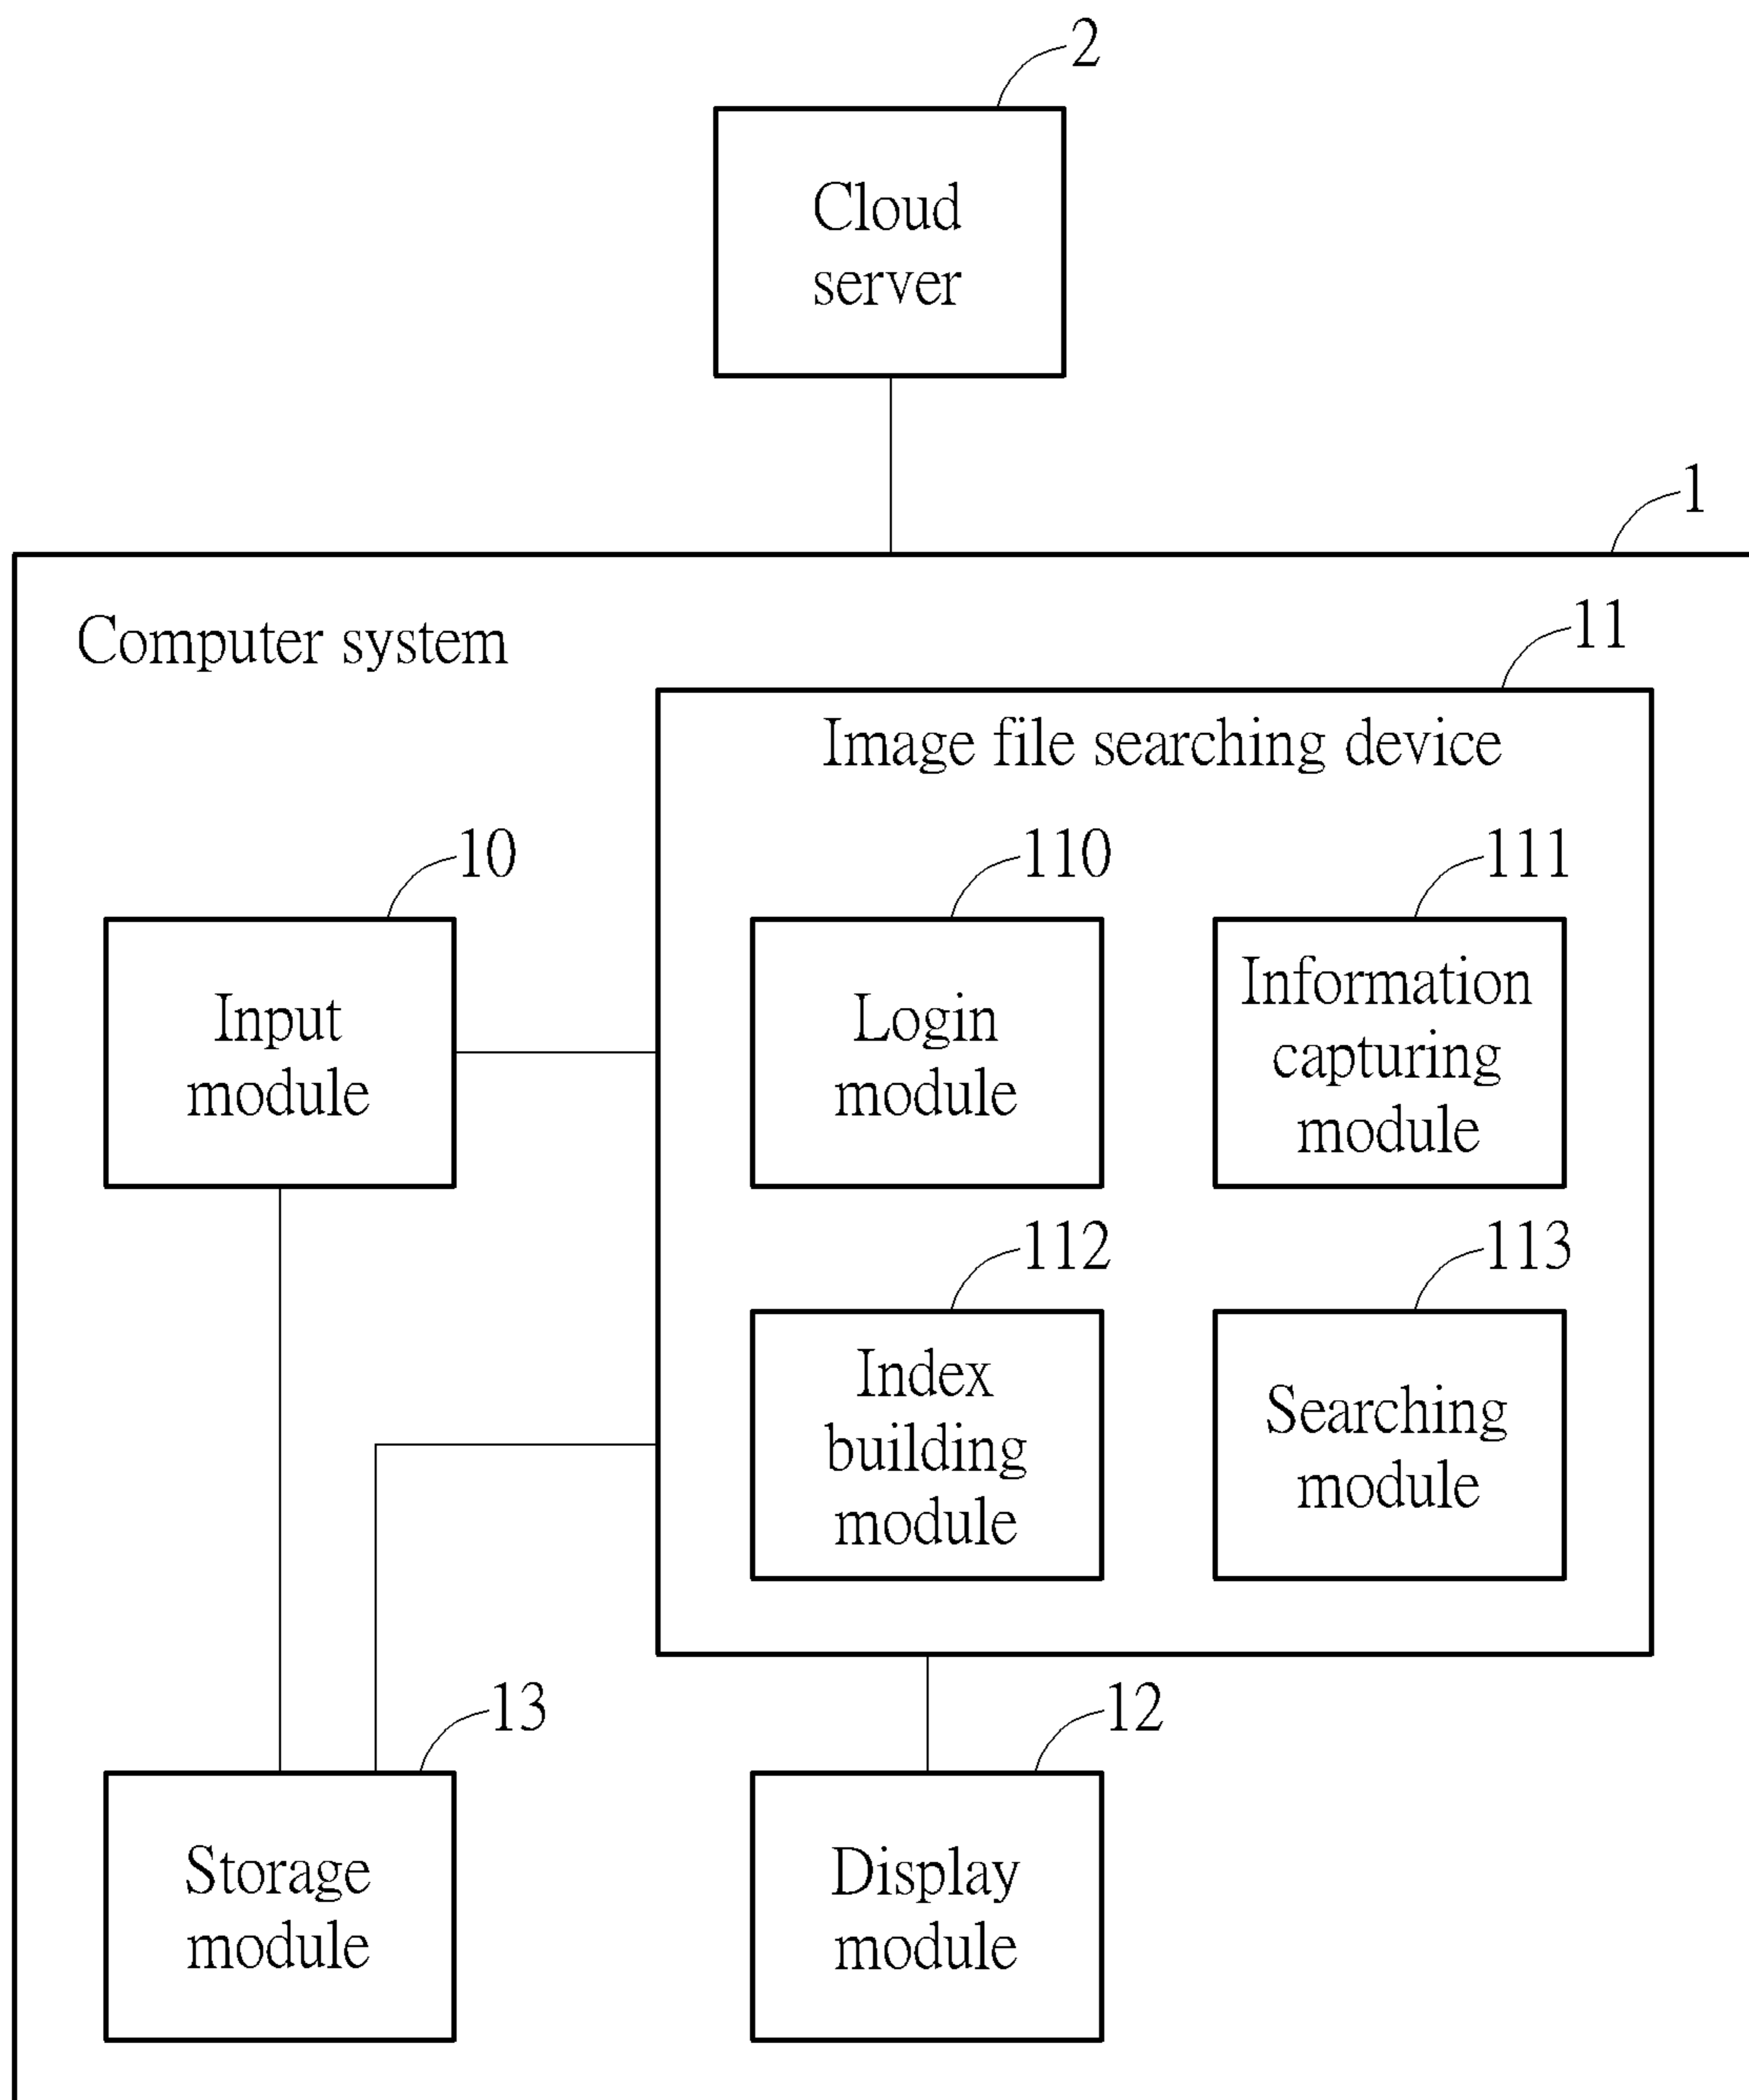 2
Cloud
server
1
Computer system
11
Image file searching device
10
110
111
Input
module
Login
module
Information
capturing
module
112
113
Index
building
module
Searching
module
13
12
Storage
module
Display
module